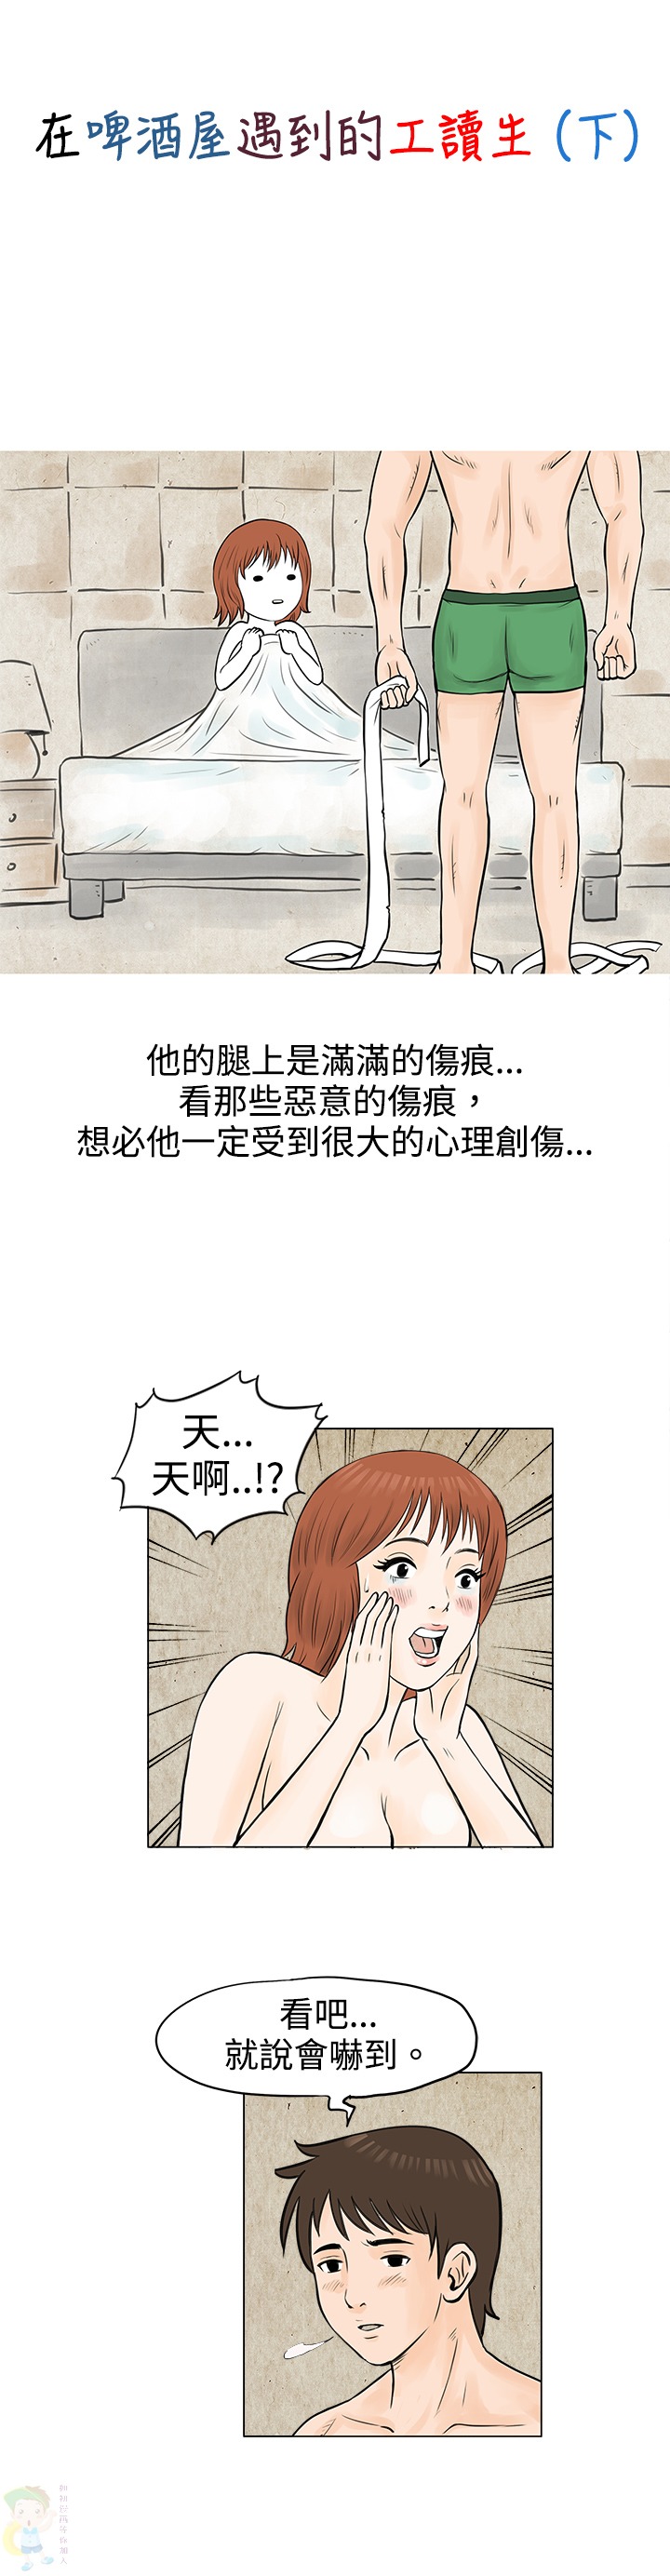 在啤酒屋遇到的工讀生(下)
他的腿上是滿滿的傷痕...
看那些惡意的傷痕，
想必他一定受到很大的心理創傷...
天...
天啊..!?
看吧...
就說會嚇到。